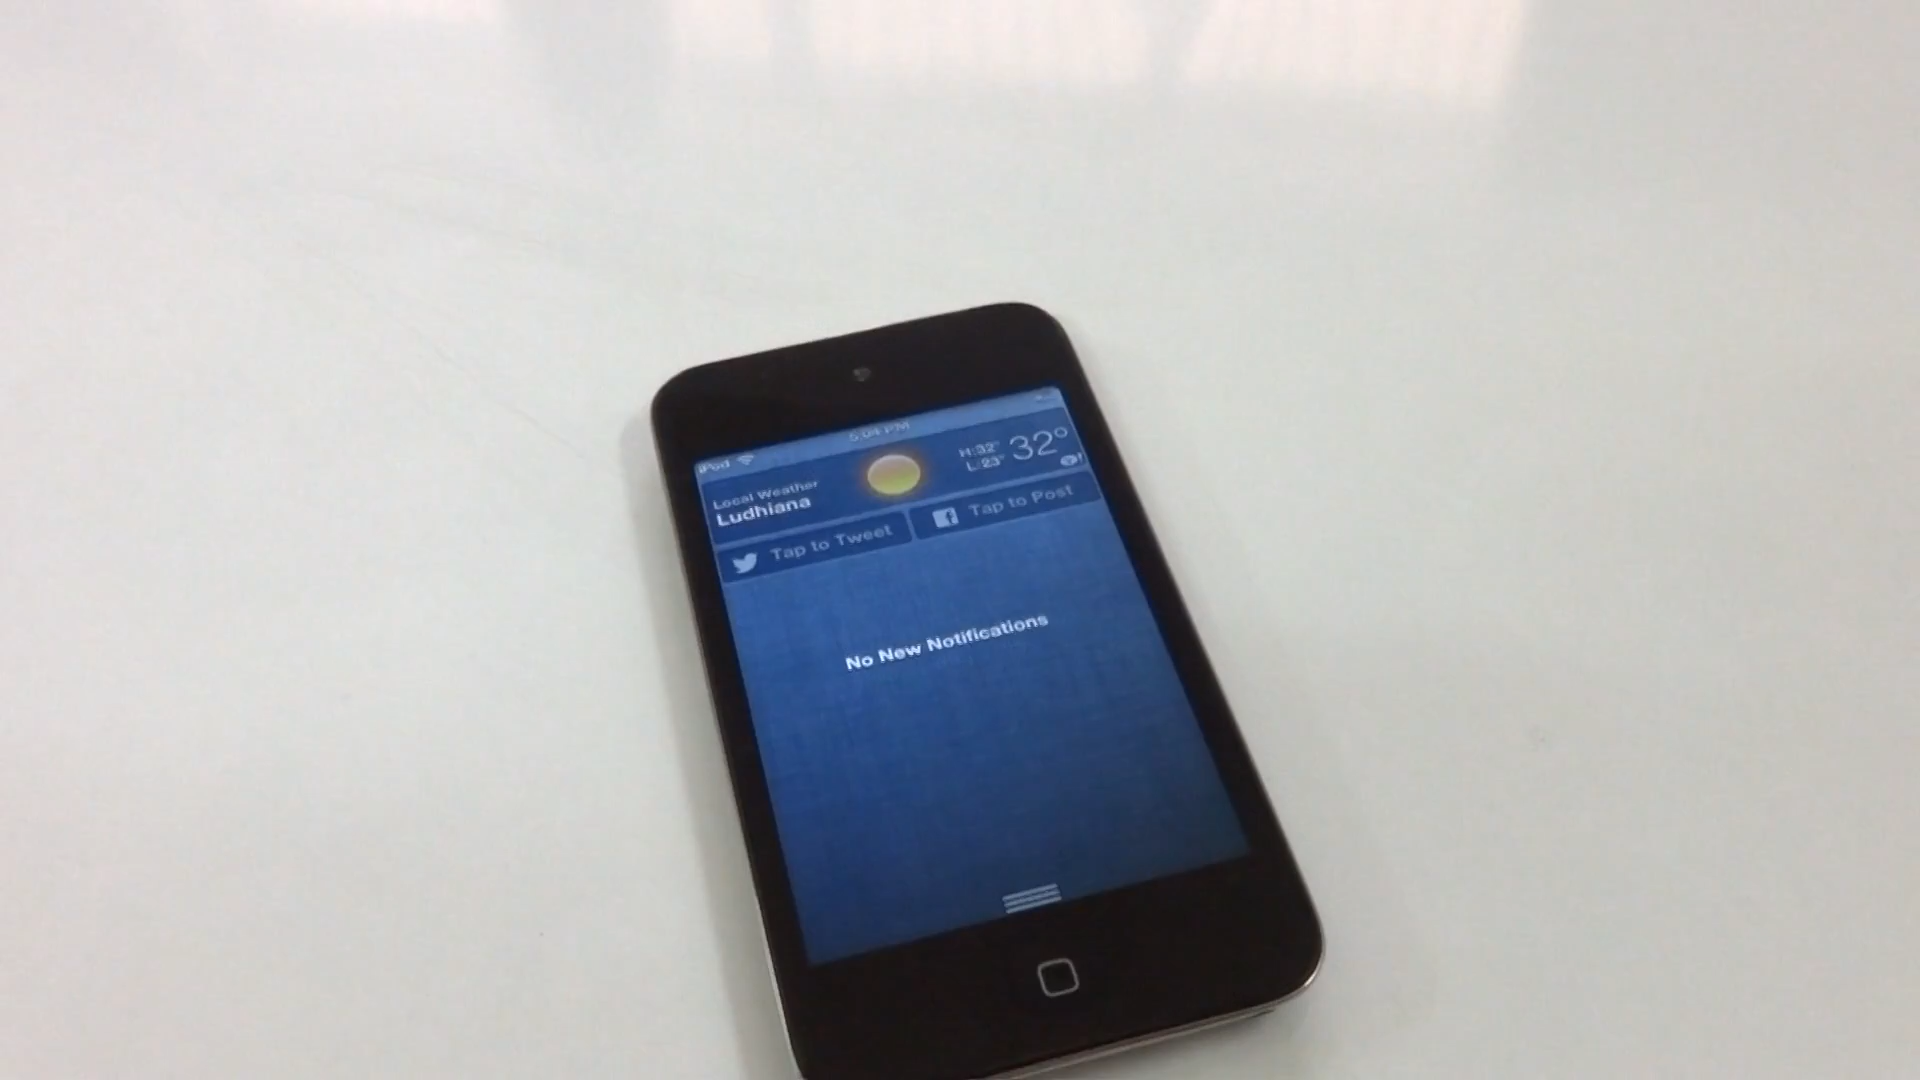 iPod
5:04 PM
Local Weather
Ludhiana
H:32°
L:23°
32°
Tap to Tweet
Tap to Post
No New Notifications